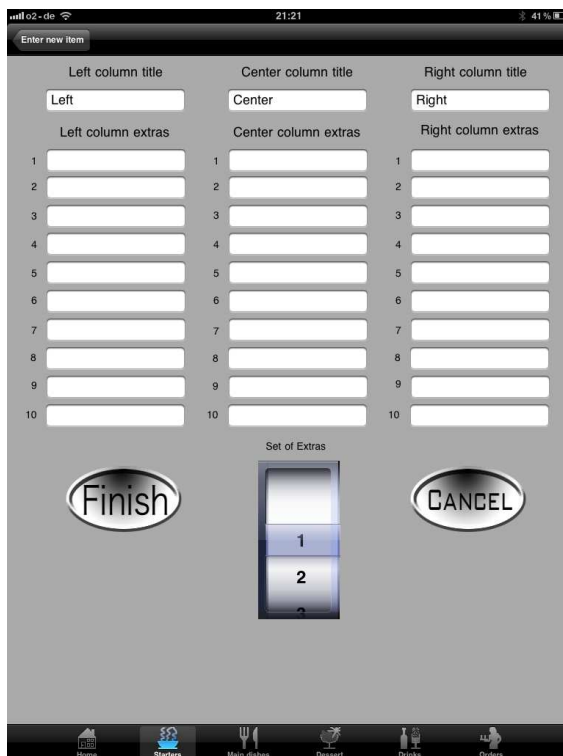 o2-de 21:21 41 %
Enter new item
Left column title Center column title Right column title
Left Center Right
Left column extras Center column extras Right column extras
1 1 1
2 2 2
3 3 3
4 4 4
5 5 5
6 6 6
7 7 7
8 8 8
9 9 9
10 10 10
Set of Extras
Finish CANCEL
1
2
3
Home Starters Main dishes Dessert Drinks Orders